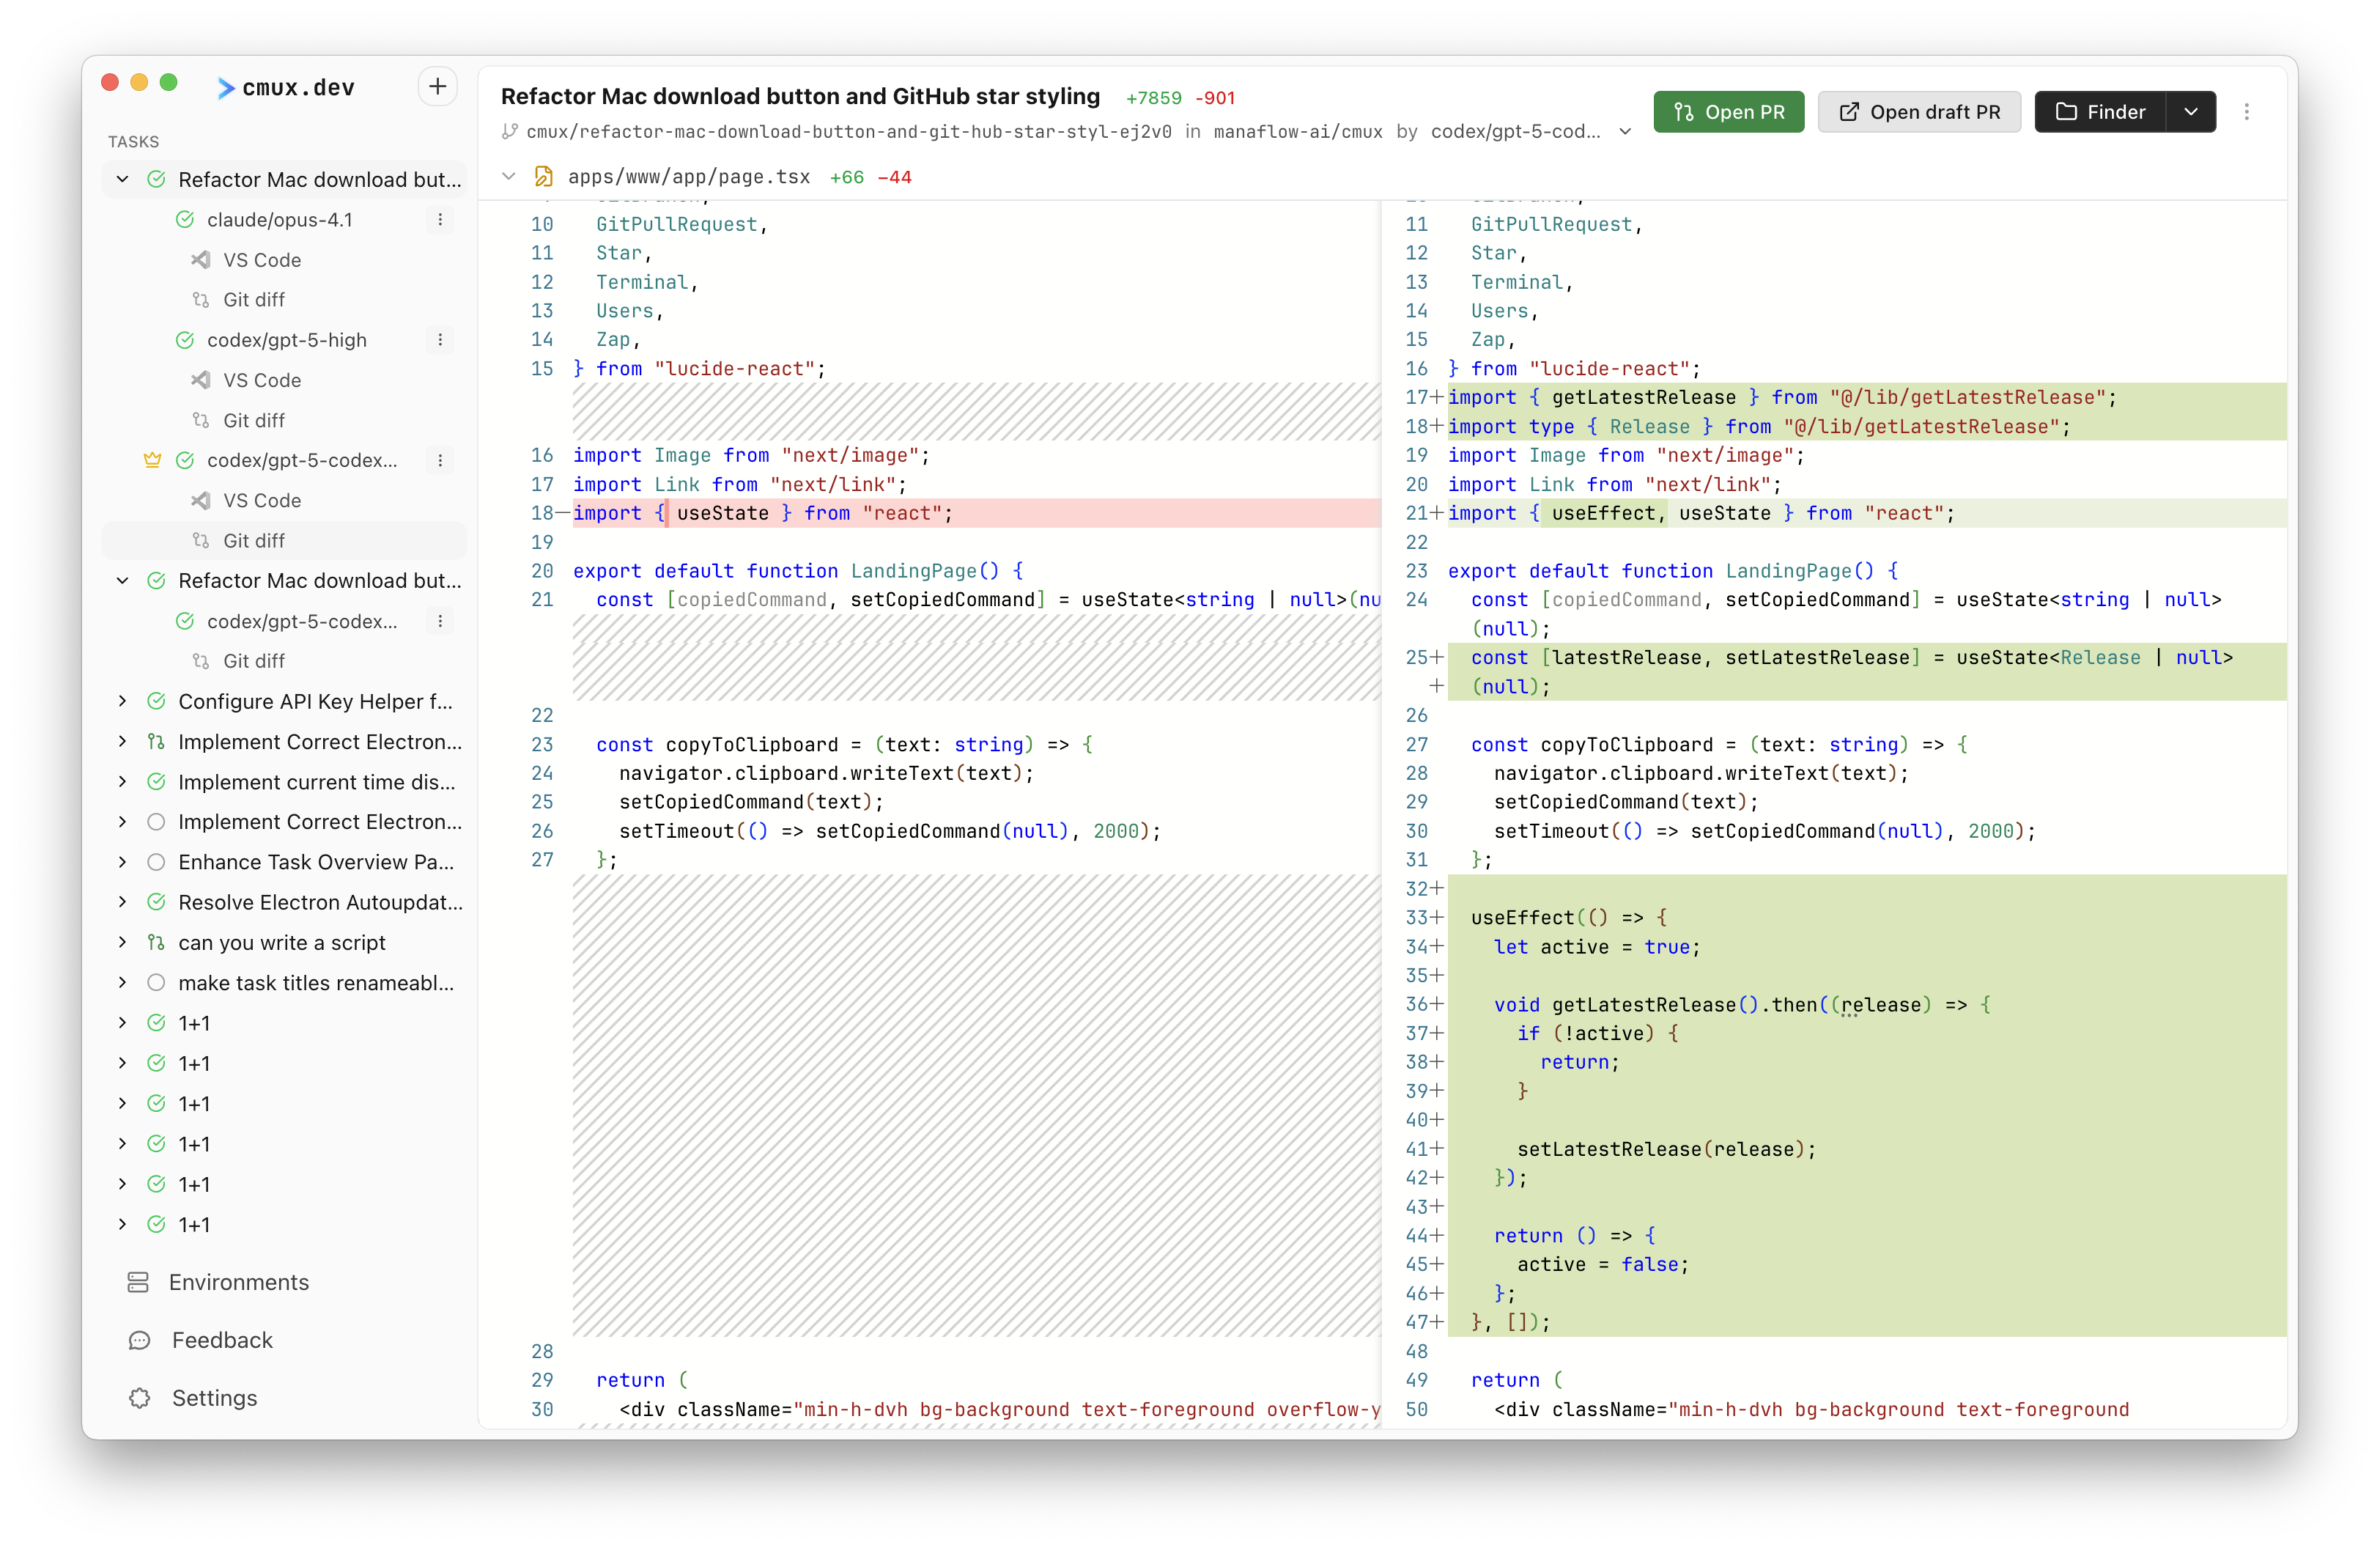 cmux.dev
TASKS
Refactor Mac download but...
claude/opus-4.1
VS Code
Git diff
codex/gpt-5-high
VS Code
Git diff
codex/gpt-5-codex...
VS Code
Git diff
Refactor Mac download but...
codex/gpt-5-codex...
Git diff
Configure API Key Helper f...
Implement Correct Electron...
Implement current time dis...
Implement Correct Electron...
Enhance Task Overview Pa...
Resolve Electron Autoupdat...
can you write a script
make task titles renameabl...
1+1
1+1
1+1
1+1
1+1
1+1
Environments
Feedback
Settings
Refactor Mac download button and GitHub star styling +7859 -901
cmux/refactor-mac-download-button-and-git-hub-star-styl-ej2v0 in manaflow-ai/cmux by codex/gpt-5-cod...
Open PR
Open draft PR
Finder
apps/www/app/page.tsx +66 −44
10 GitPullRequest,
11 Star,
12 Terminal,
13 Users,
14 Zap,
15 } from "lucide-react";
16 import Image from "next/image";
17 import Link from "next/link";
18− import { useState } from "react";
19
20 export default function LandingPage() {
21 const [copiedCommand, setCopiedCommand] = useState<string | null>(nu
22
23 const copyToClipboard = (text: string) => {
24 navigator.clipboard.writeText(text);
25 setCopiedCommand(text);
26 setTimeout(() => setCopiedCommand(null), 2000);
27 };
28
29 return (
30 <div className="min-h-dvh bg-background text-foreground overflow-y
11 GitPullRequest,
12 Star,
13 Terminal,
14 Users,
15 Zap,
16 } from "lucide-react";
17+ import { getLatestRelease } from "@/lib/getLatestRelease";
18+ import type { Release } from "@/lib/getLatestRelease";
19 import Image from "next/image";
20 import Link from "next/link";
21+ import { useEffect, useState } from "react";
22
23 export default function LandingPage() {
24 const [copiedCommand, setCopiedCommand] = useState<string | null>
(null);
25+ const [latestRelease, setLatestRelease] = useState<Release | null>
+ (null);
26
27 const copyToClipboard = (text: string) => {
28 navigator.clipboard.writeText(text);
29 setCopiedCommand(text);
30 setTimeout(() => setCopiedCommand(null), 2000);
31 };
32+
33+ useEffect(() => {
34+ let active = true;
35+
36+ void getLatestRelease().then((release) => {
37+ if (!active) {
38+ return;
39+ }
40+
41+ setLatestRelease(release);
42+ });
43+
44+ return () => {
45+ active = false;
46+ };
47+ }, []);
48
49 return (
50 <div className="min-h-dvh bg-background text-foreground